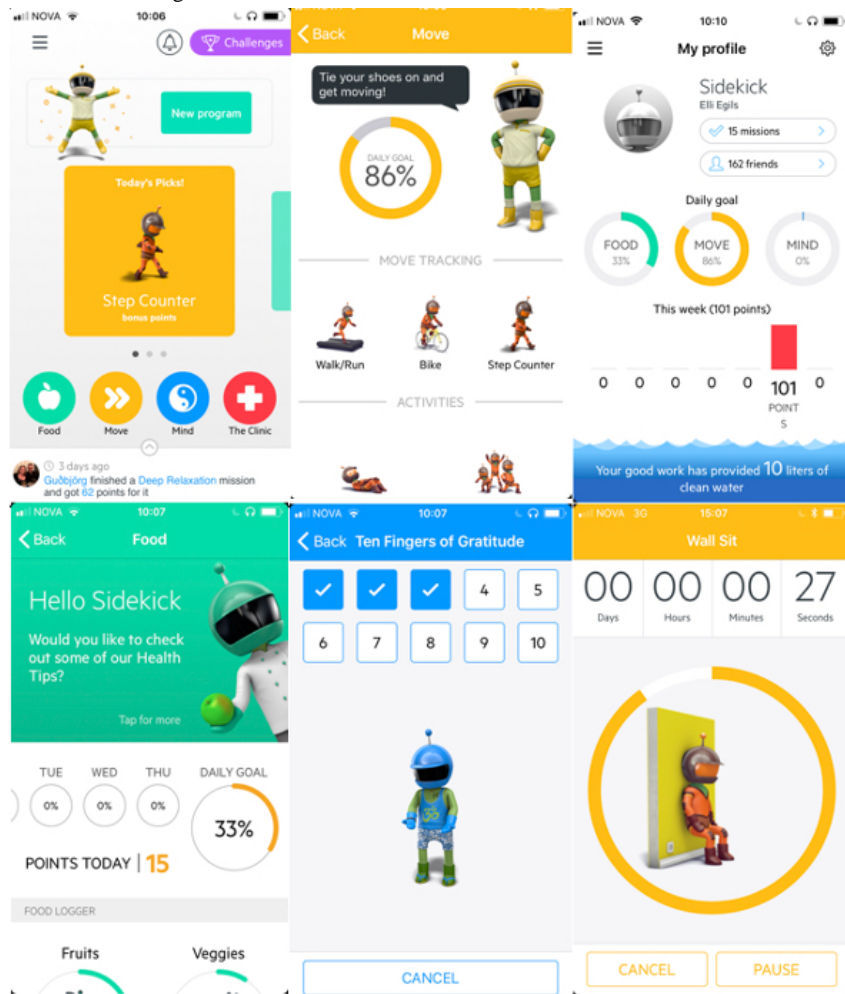 NOVA 10:06
Challenges
New program
Today's Picks!
Step Counter
bonus points
Food Move Mind The Clinic
3 days ago
Guðbjörg finished a Deep Relaxation mission
and got 62 points for it
Back Move
Tie your shoes on and
get moving!
DAILY GOAL
86%
MOVE TRACKING
Walk/Run Bike Step Counter
ACTIVITIES
NOVA 10:10
My profile
Sidekick
Elli Egils
15 missions
162 friends
Daily goal
FOOD MOVE MIND
33% 86% 0%
This week (101 points)
0 0 0 0 0 101 0
POINT
S
Your good work has provided 10 liters of
clean water
NOVA 10:07
Back Food
Hello Sidekick
Would you like to check
out some of our Health
Tips?
Tap for more
TUE WED THU DAILY GOAL
0% 0% 0%
33%
POINTS TODAY | 15
FOOD LOGGER
Fruits Veggies
NOVA 10:07
Back Ten Fingers of Gratitude
4 5
6 7 8 9 10
CANCEL
NOVA 3G 15:07
Wall Sit
00 00 00 27
Days Hours Minutes Seconds
CANCEL PAUSE